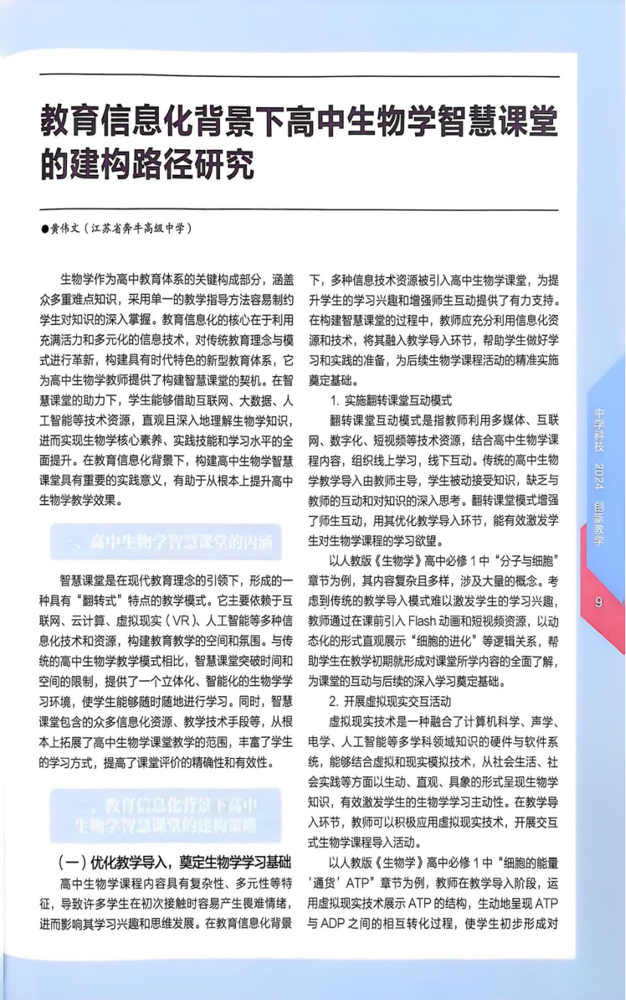 教育信息化背景下高中生物学智慧课堂
的建构路径研究
●黄伟文（江苏省奔牛高级中学）
生物学作为高中教育体系的关键构成部分，涵盖
众多重难点知识，采用单一的教学指导方法容易制约
学生对知识的深入掌握。教育信息化的核心在于利用
充满活力和多元化的信息技术，对传统教育理念与模
式进行革新，构建具有时代特色的新型教育体系，它
为高中生物学教师提供了构建智慧课堂的契机。在智
慧课堂的助力下，学生能够借助互联网、大数据、人
工智能等技术资源，直观且深入地理解生物学知识，
进而实现生物学核心素养、实践技能和学习水平的全
面提升。在教育信息化背景下，构建高中生物学智慧
课堂具有重要的实践意义，有助于从根本上提升高中
生物学教学效果。
一、高中生物学智慧课堂的内涵
智慧课堂是在现代教育理念的引领下，形成的一
种具有“翻转式”特点的教学模式。它主要依赖于互
联网、云计算、虚拟现实（VR）、人工智能等多种信
息化技术和资源，构建教育教学的空间和氛围。与传
统的高中生物学教学模式相比，智慧课堂突破时间和
空间的限制，提供了一个立体化、智能化的生物学学
习环境，使学生能够随时随地进行学习。同时，智慧
课堂包含的众多信息化资源、教学技术手段等，从根
本上拓展了高中生物学课堂教学的范围，丰富了学生
的学习方式，提高了课堂评价的精确性和有效性。
二、教育信息化背景下高中
生物学智慧课堂的建构策略
（一）优化教学导入，奠定生物学学习基础
高中生物学课程内容具有复杂性、多元性等特
征，导致许多学生在初次接触时容易产生畏难情绪，
进而影响其学习兴趣和思维发展。在教育信息化背景
下，多种信息技术资源被引入高中生物学课堂，为提
升学生的学习兴趣和增强师生互动提供了有力支持。
在构建智慧课堂的过程中，教师应充分利用信息化资
源和技术，将其融入教学导入环节，帮助学生做好学
习和实践的准备，为后续生物学课程活动的精准实施
奠定基础。
1. 实施翻转课堂互动模式
翻转课堂互动模式是指教师利用多媒体、互联
网、数字化、短视频等技术资源，结合高中生物学课
程内容，组织线上学习，线下互动。传统的高中生物
学教学导入由教师主导，学生被动接受知识，缺乏与
教师的互动和对知识的深入思考。翻转课堂模式增强
了师生互动，用其优化教学导入环节，能有效激发学
生对生物学课程的学习欲望。
以人教版《生物学》高中必修 1 中“分子与细胞”
章节为例，其内容复杂且多样，涉及大量的概念。考
虑到传统的教学导入模式难以激发学生的学习兴趣，
教师通过在课前引入 Flash 动画和短视频资源，以动
态化的形式直观展示“细胞的进化”等逻辑关系，帮
助学生在教学初期就形成对课堂所学内容的全面了解，
为课堂的互动与后续的深入学习奠定基础。
2. 开展虚拟现实交互活动
虚拟现实技术是一种融合了计算机科学、声学、
电学、人工智能等多学科领域知识的硬件与软件系
统，能够结合虚拟和现实模拟技术，从社会生活、社
会实践等方面以生动、直观、具象的形式呈现生物学
知识，有效激发学生的生物学学习主动性。在教学导
入环节，教师可以积极应用虚拟现实技术，开展交互
式生物学课程导入活动。
以人教版《生物学》高中必修 1 中“细胞的能量
‘通货’ATP”章节为例，教师在教学导入阶段，运
用虚拟现实技术展示 ATP 的结构，生动地呈现 ATP
与 ADP 之间的相互转化过程，使学生初步形成对
中学科技 2024 创新教学
9